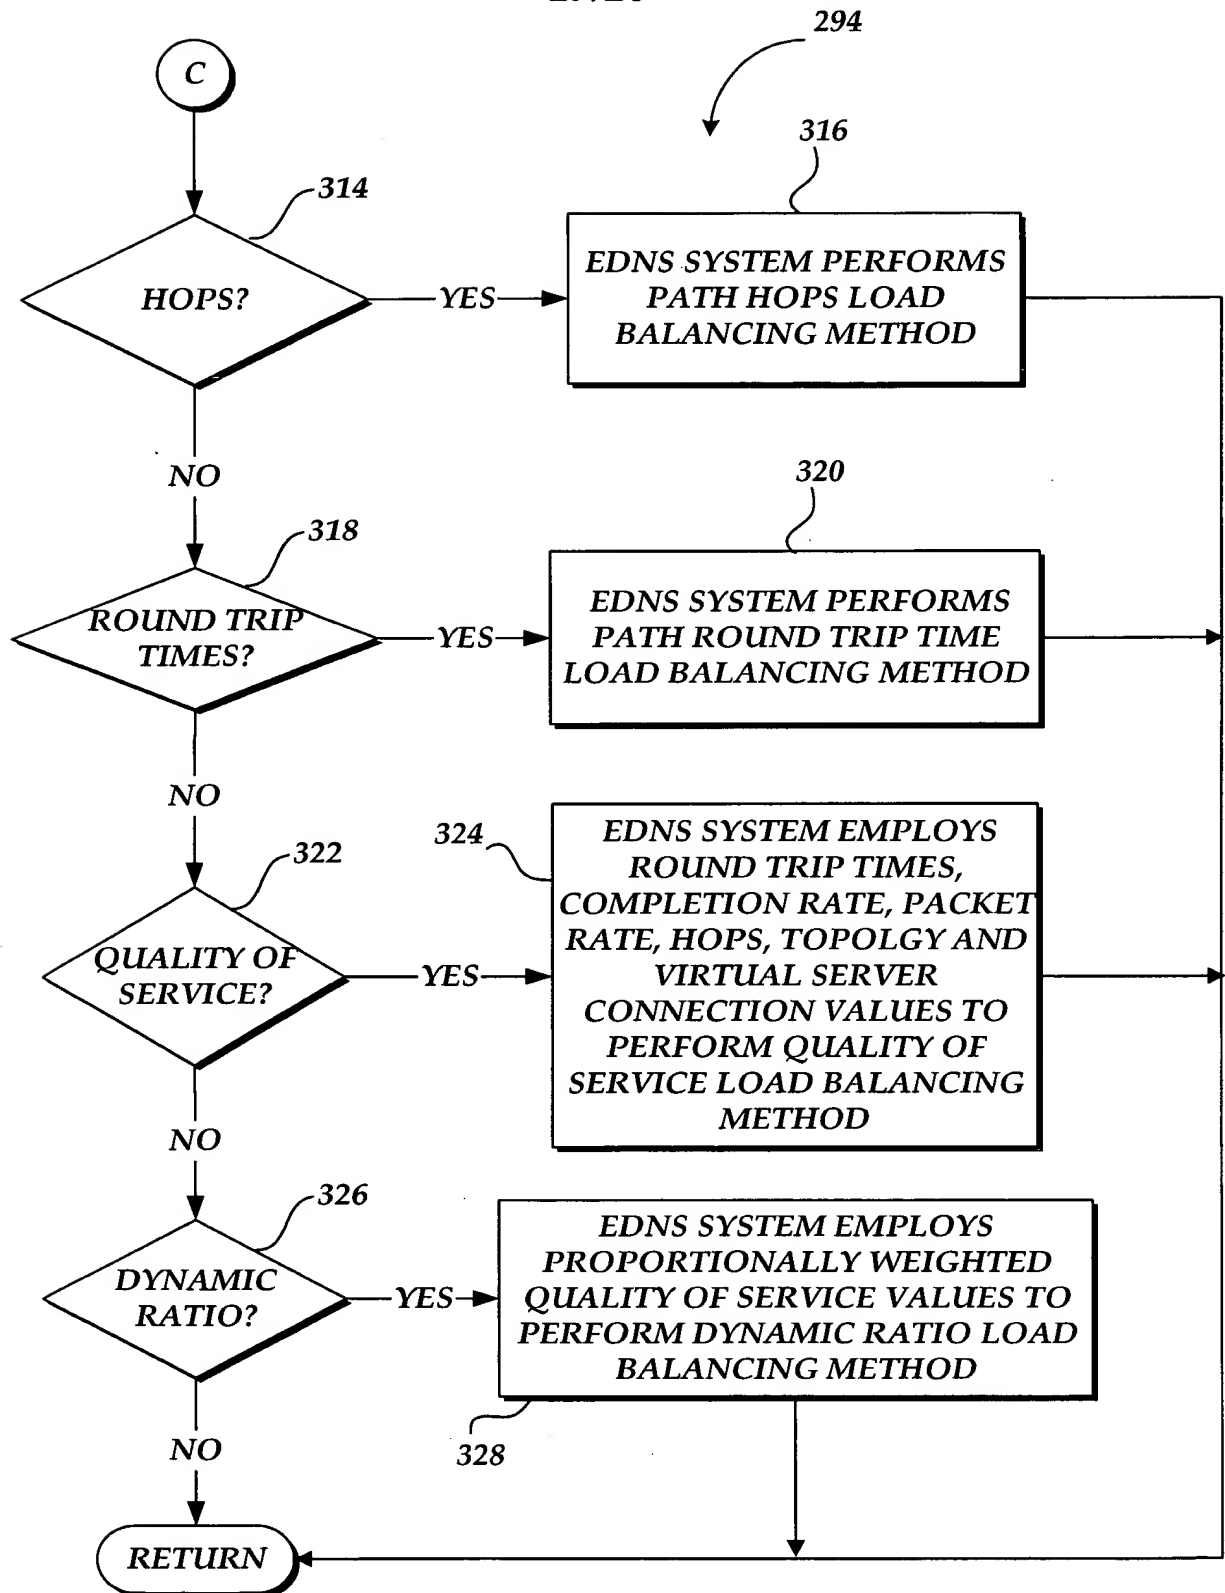 294
C
314
316
HOPS?
YES
EDNS SYSTEM PERFORMS
PATH HOPS LOAD
BALANCING METHOD
NO
318
320
ROUND TRIP
TIMES?
YES
EDNS SYSTEM PERFORMS
PATH ROUND TRIP TIME
LOAD BALANCING METHOD
NO
322
324
QUALITY OF
SERVICE?
YES
EDNS SYSTEM EMPLOYS
ROUND TRIP TIMES,
COMPLETION RATE, PACKET
RATE, HOPS, TOPOLGY AND
VIRTUAL SERVER
CONNECTION VALUES TO
PERFORM QUALITY OF
SERVICE LOAD BALANCING
METHOD
NO
326
DYNAMIC
RATIO?
YES
EDNS SYSTEM EMPLOYS
PROPORTIONALLY WEIGHTED
QUALITY OF SERVICE VALUES TO
PERFORM DYNAMIC RATIO LOAD
BALANCING METHOD
328
NO
RETURN